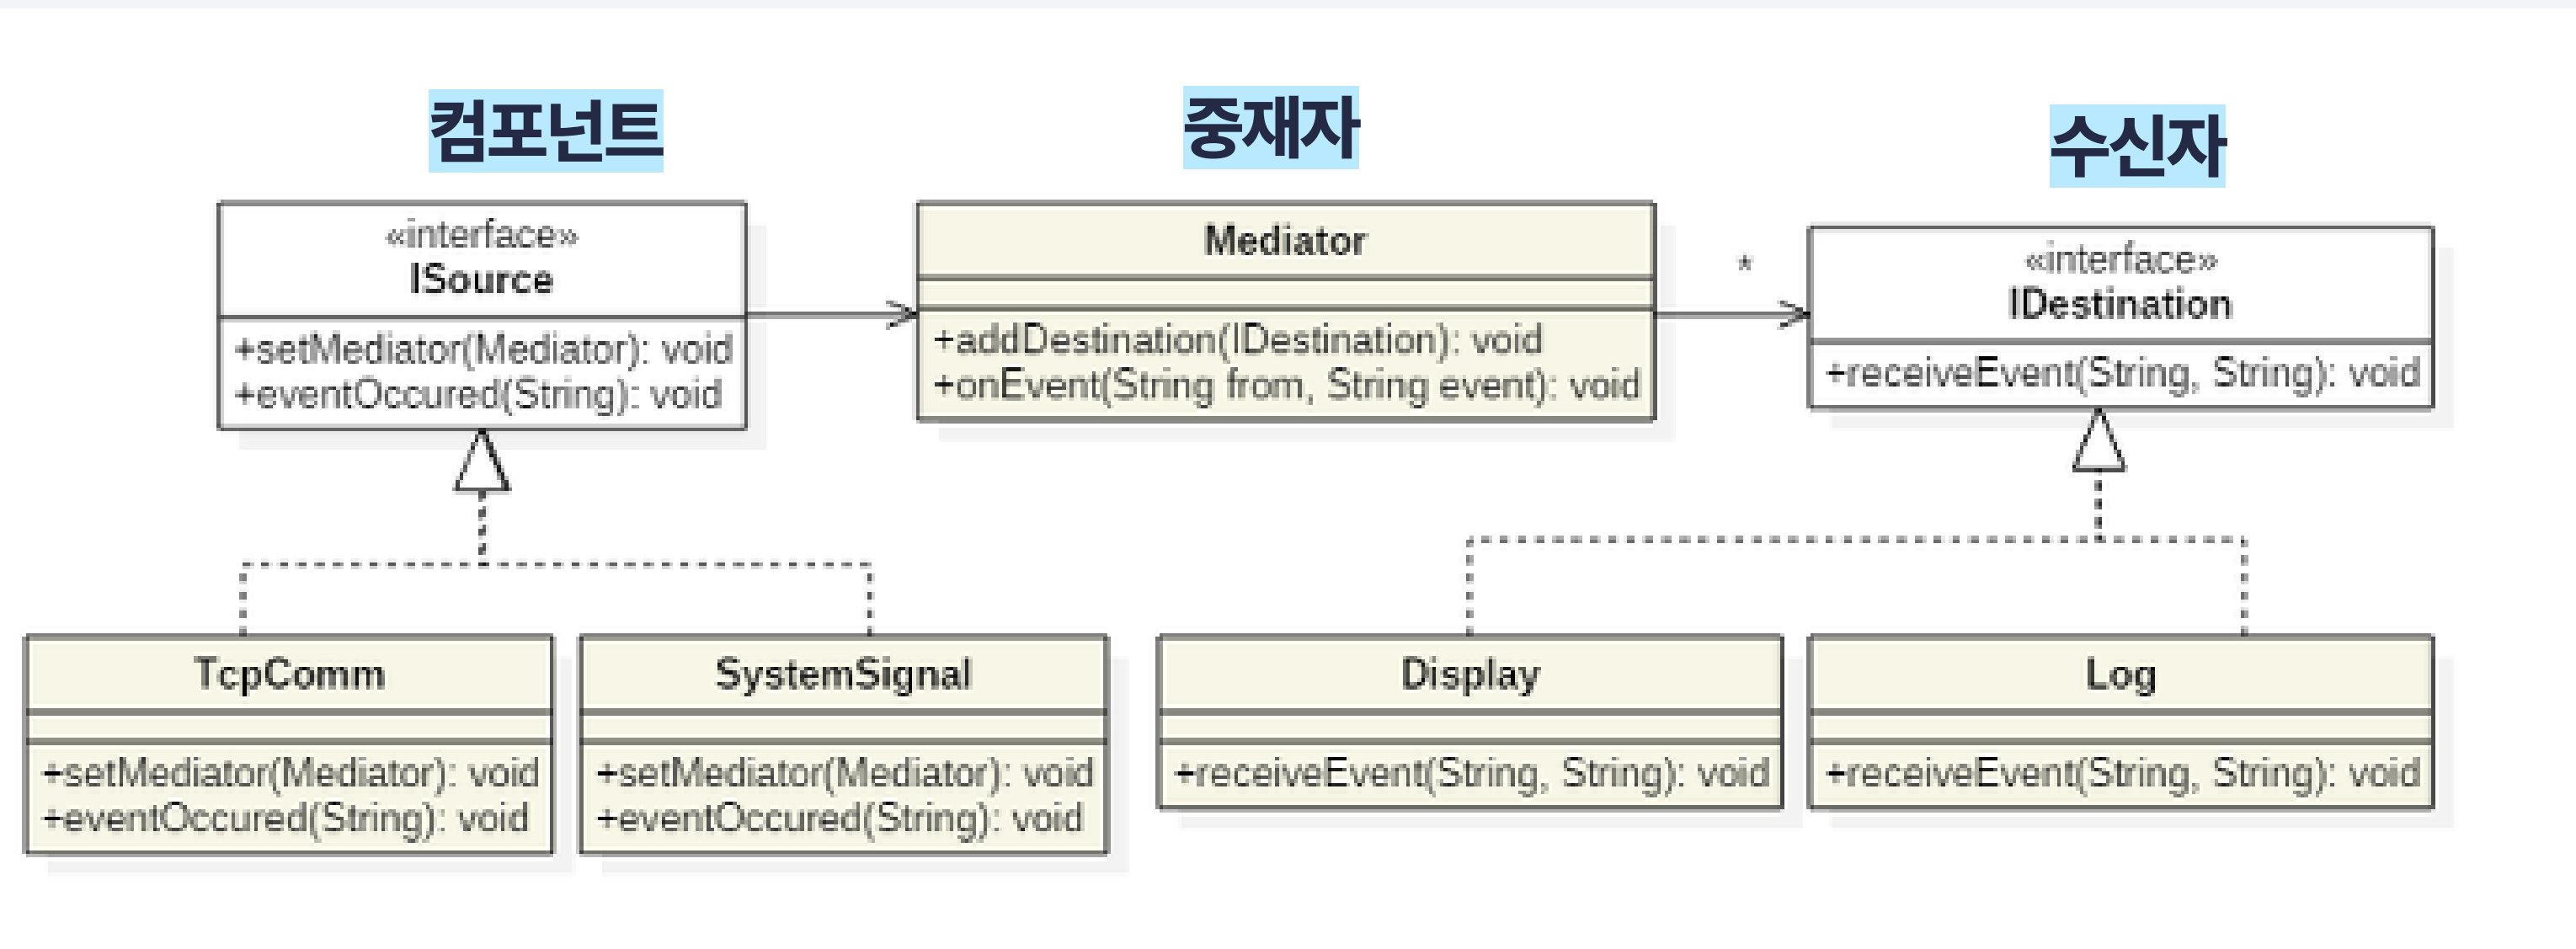 컴포넌트
중재자
수신자
«interface»
ISource
+setMediator(Mediator): void
+eventOccured(String): void
Mediator
+addDestination(IDestination): void
+onEvent(String from, String event): void
*
«interface»
IDestination
+receiveEvent(String, String): void
TcpComm
+setMediator(Mediator): void
+eventOccured(String): void
SystemSignal
+setMediator(Mediator): void
+eventOccured(String): void
Display
+receiveEvent(String, String): void
Log
+receiveEvent(String, String): void